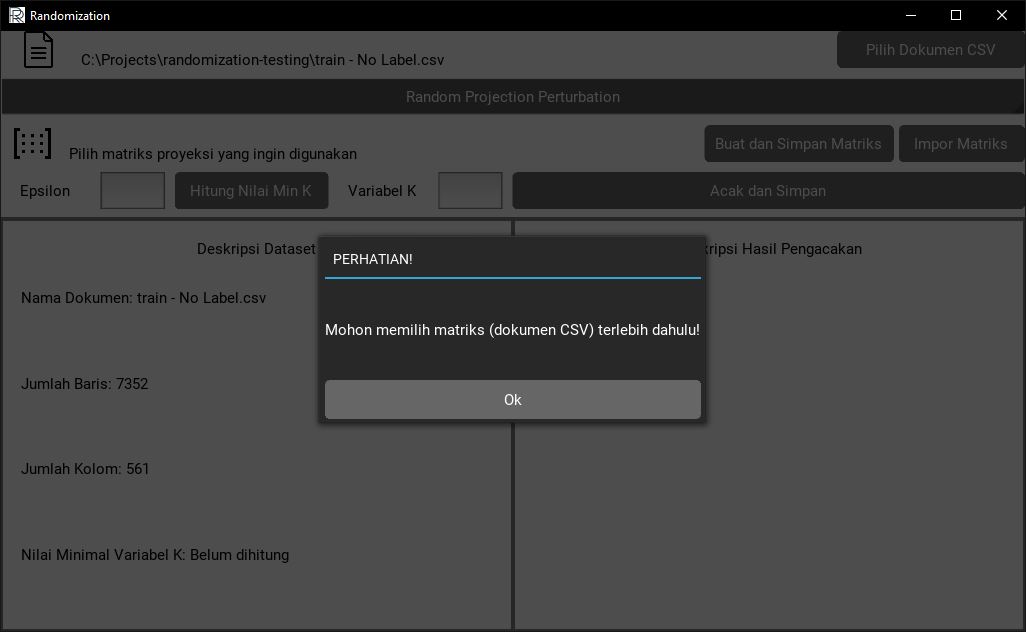 Randomization
C:\Projects\randomization-testing\train - No Label.csv
Pilih Dokumen CSV
Random Projection Perturbation
Pilih matriks proyeksi yang ingin digunakan
Buat dan Simpan Matriks
Impor Matriks
Epsilon
Hitung Nilai Min K
Variabel K
Acak dan Simpan
Deskripsi Dataset
kripsi Hasil Pengacakan
PERHATIAN!
Mohon memilih matriks (dokumen CSV) terlebih dahulu!
Ok
Nama Dokumen: train - No Label.csv
Jumlah Baris: 7352
Jumlah Kolom: 561
Nilai Minimal Variabel K: Belum dihitung